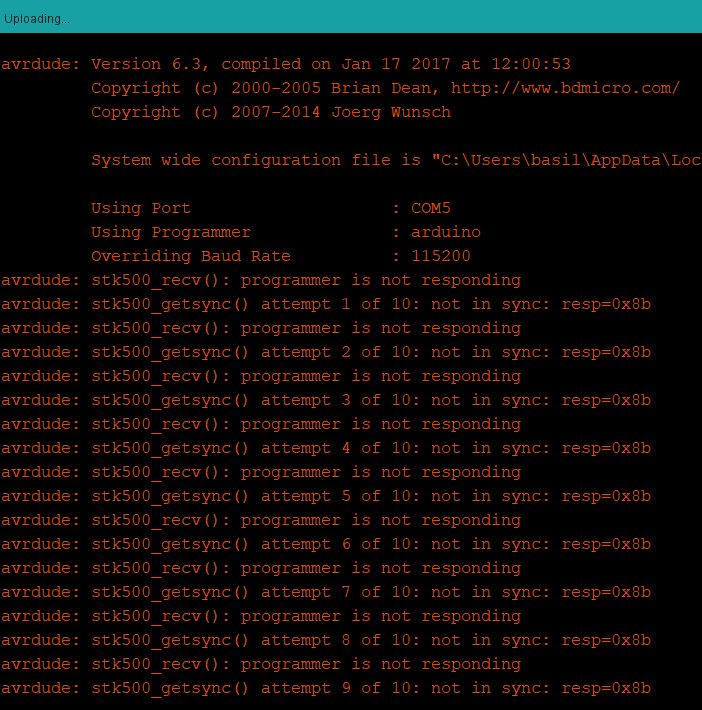 Uploading...
avrdude: Version 6.3, compiled on Jan 17 2017 at 12:00:53
Copyright (c) 2000-2005 Brian Dean, http://www.bdmicro.com/
Copyright (c) 2007-2014 Joerg Wunsch
System wide configuration file is "C:\Users\basil\AppData\Loc
Using Port : COM5
Using Programmer : arduino
Overriding Baud Rate : 115200
avrdude: stk500_recv(): programmer is not responding
avrdude: stk500_getsync() attempt 1 of 10: not in sync: resp=0x8b
avrdude: stk500_recv(): programmer is not responding
avrdude: stk500_getsync() attempt 2 of 10: not in sync: resp=0x8b
avrdude: stk500_recv(): programmer is not responding
avrdude: stk500_getsync() attempt 3 of 10: not in sync: resp=0x8b
avrdude: stk500_recv(): programmer is not responding
avrdude: stk500_getsync() attempt 4 of 10: not in sync: resp=0x8b
avrdude: stk500_recv(): programmer is not responding
avrdude: stk500_getsync() attempt 5 of 10: not in sync: resp=0x8b
avrdude: stk500_recv(): programmer is not responding
avrdude: stk500_getsync() attempt 6 of 10: not in sync: resp=0x8b
avrdude: stk500_recv(): programmer is not responding
avrdude: stk500_getsync() attempt 7 of 10: not in sync: resp=0x8b
avrdude: stk500_recv(): programmer is not responding
avrdude: stk500_getsync() attempt 8 of 10: not in sync: resp=0x8b
avrdude: stk500_recv(): programmer is not responding
avrdude: stk500_getsync() attempt 9 of 10: not in sync: resp=0x8b